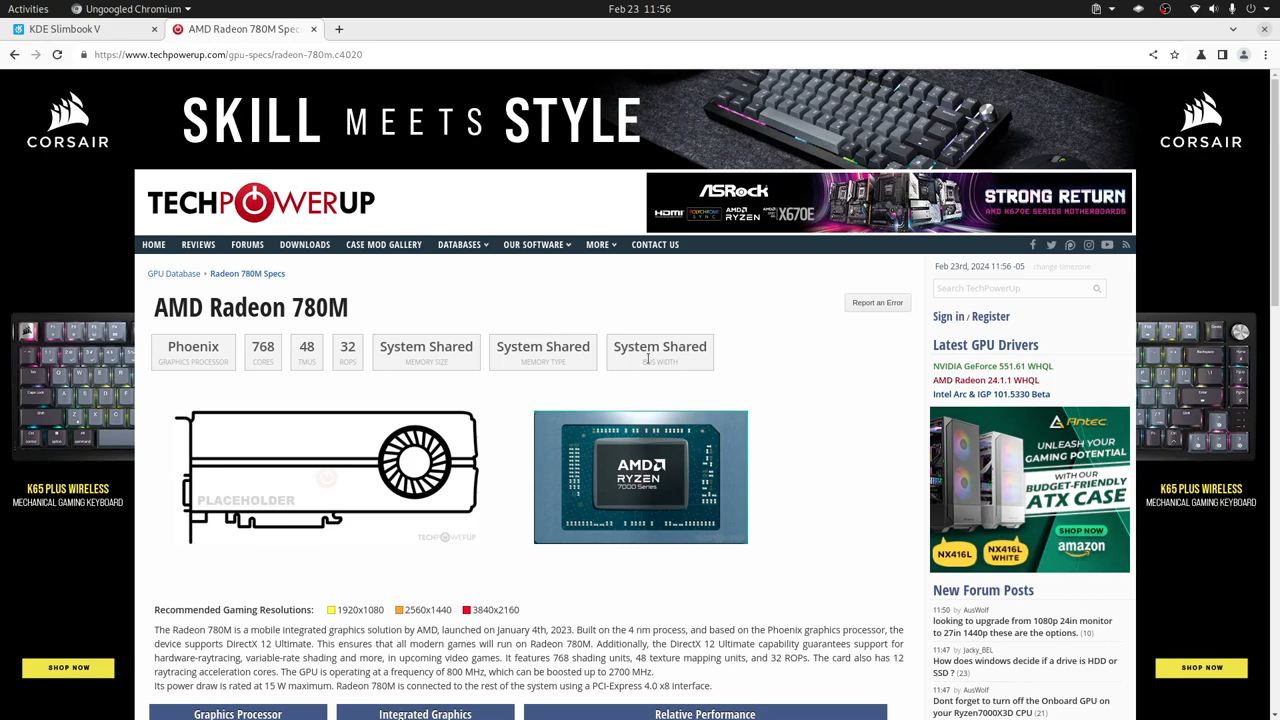 Activities
Ungoogled Chromium
Feb 23 11:56
KDE Slimbook V
AMD Radeon 780M Spec
https://www.techpowerup.com/gpu-specs/radeon-780m.c4020
CORSAIR
SKILL MEETS STYLE
CORSAIR
TECHPOWERUP
ASRock
HDMI AMD RYZEN AMD X670E
STRONG RETURN
AMD X670E SERIES MOTHERBOARDS
HOME REVIEWS FORUMS DOWNLOADS CASE MOD GALLERY DATABASES OUR SOFTWARE MORE CONTACT US
GPU Database › Radeon 780M Specs
Feb 23rd, 2024 11:56 -05 change timezone
Search TechPowerUp
AMD Radeon 780M
Report an Error
Sign in / Register
Phoenix
GRAPHICS PROCESSOR
768
CORES
48
TMUS
32
ROPS
System Shared
MEMORY SIZE
System Shared
MEMORY TYPE
System Shared
BUS WIDTH
Latest GPU Drivers
NVIDIA GeForce 551.61 WHQL
AMD Radeon 24.1.1 WHQL
Intel Arc & IGP 101.5330 Beta
PLACEHOLDER
TECHPOWERUP
AMD
RYZEN
7000 Series
Antec
UNLEASH YOUR
GAMING POTENTIAL
WITH OUR
BUDGET-FRIENDLY
ATX CASE
SHOP NOW
amazon
NX416L
NX416L
WHITE
K65 PLUS WIRELESS
MECHANICAL GAMING KEYBOARD
SHOP NOW
K65 PLUS WIRELESS
MECHANICAL GAMING KEYBOARD
SHOP NOW
Recommended Gaming Resolutions: 1920x1080 2560x1440 3840x2160
The Radeon 780M is a mobile integrated graphics solution by AMD, launched on January 4th, 2023. Built on the 4 nm process, and based on the Phoenix graphics processor, the
device supports DirectX 12 Ultimate. This ensures that all modern games will run on Radeon 780M. Additionally, the DirectX 12 Ultimate capability guarantees support for
hardware-raytracing, variable-rate shading and more, in upcoming video games. It features 768 shading units, 48 texture mapping units, and 32 ROPs. The card also has 12
raytracing acceleration cores. The GPU is operating at a frequency of 800 MHz, which can be boosted up to 2700 MHz.
Its power draw is rated at 15 W maximum. Radeon 780M is connected to the rest of the system using a PCI-Express 4.0 x8 interface.
Graphics Processor
Integrated Graphics
Relative Performance
New Forum Posts
11:50 by AusWolf
looking to upgrade from 1080p 24in monitor
to 27in 1440p these are the options. (10)
11:47 by Jacky_BEL
How does windows decide if a drive is HDD or
SSD ? (23)
11:47 by AusWolf
Dont forget to turn off the Onboard GPU on
your Ryzen7000X3D CPU (21)